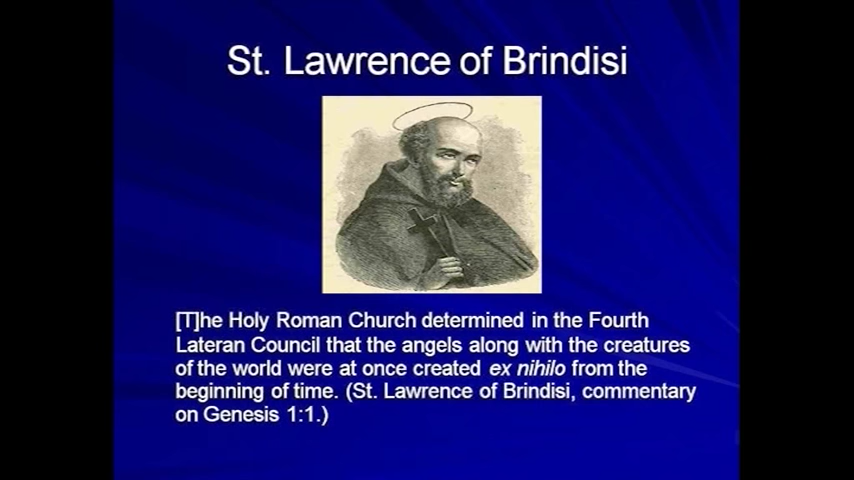 St. Lawrence of Brindisi
[T]he Holy Roman Church determined in the Fourth
Lateran Council that the angels along with the creatures
of the world were at once created ex nihilo from the
beginning of time. (St. Lawrence of Brindisi, commentary
on Genesis 1:1.)